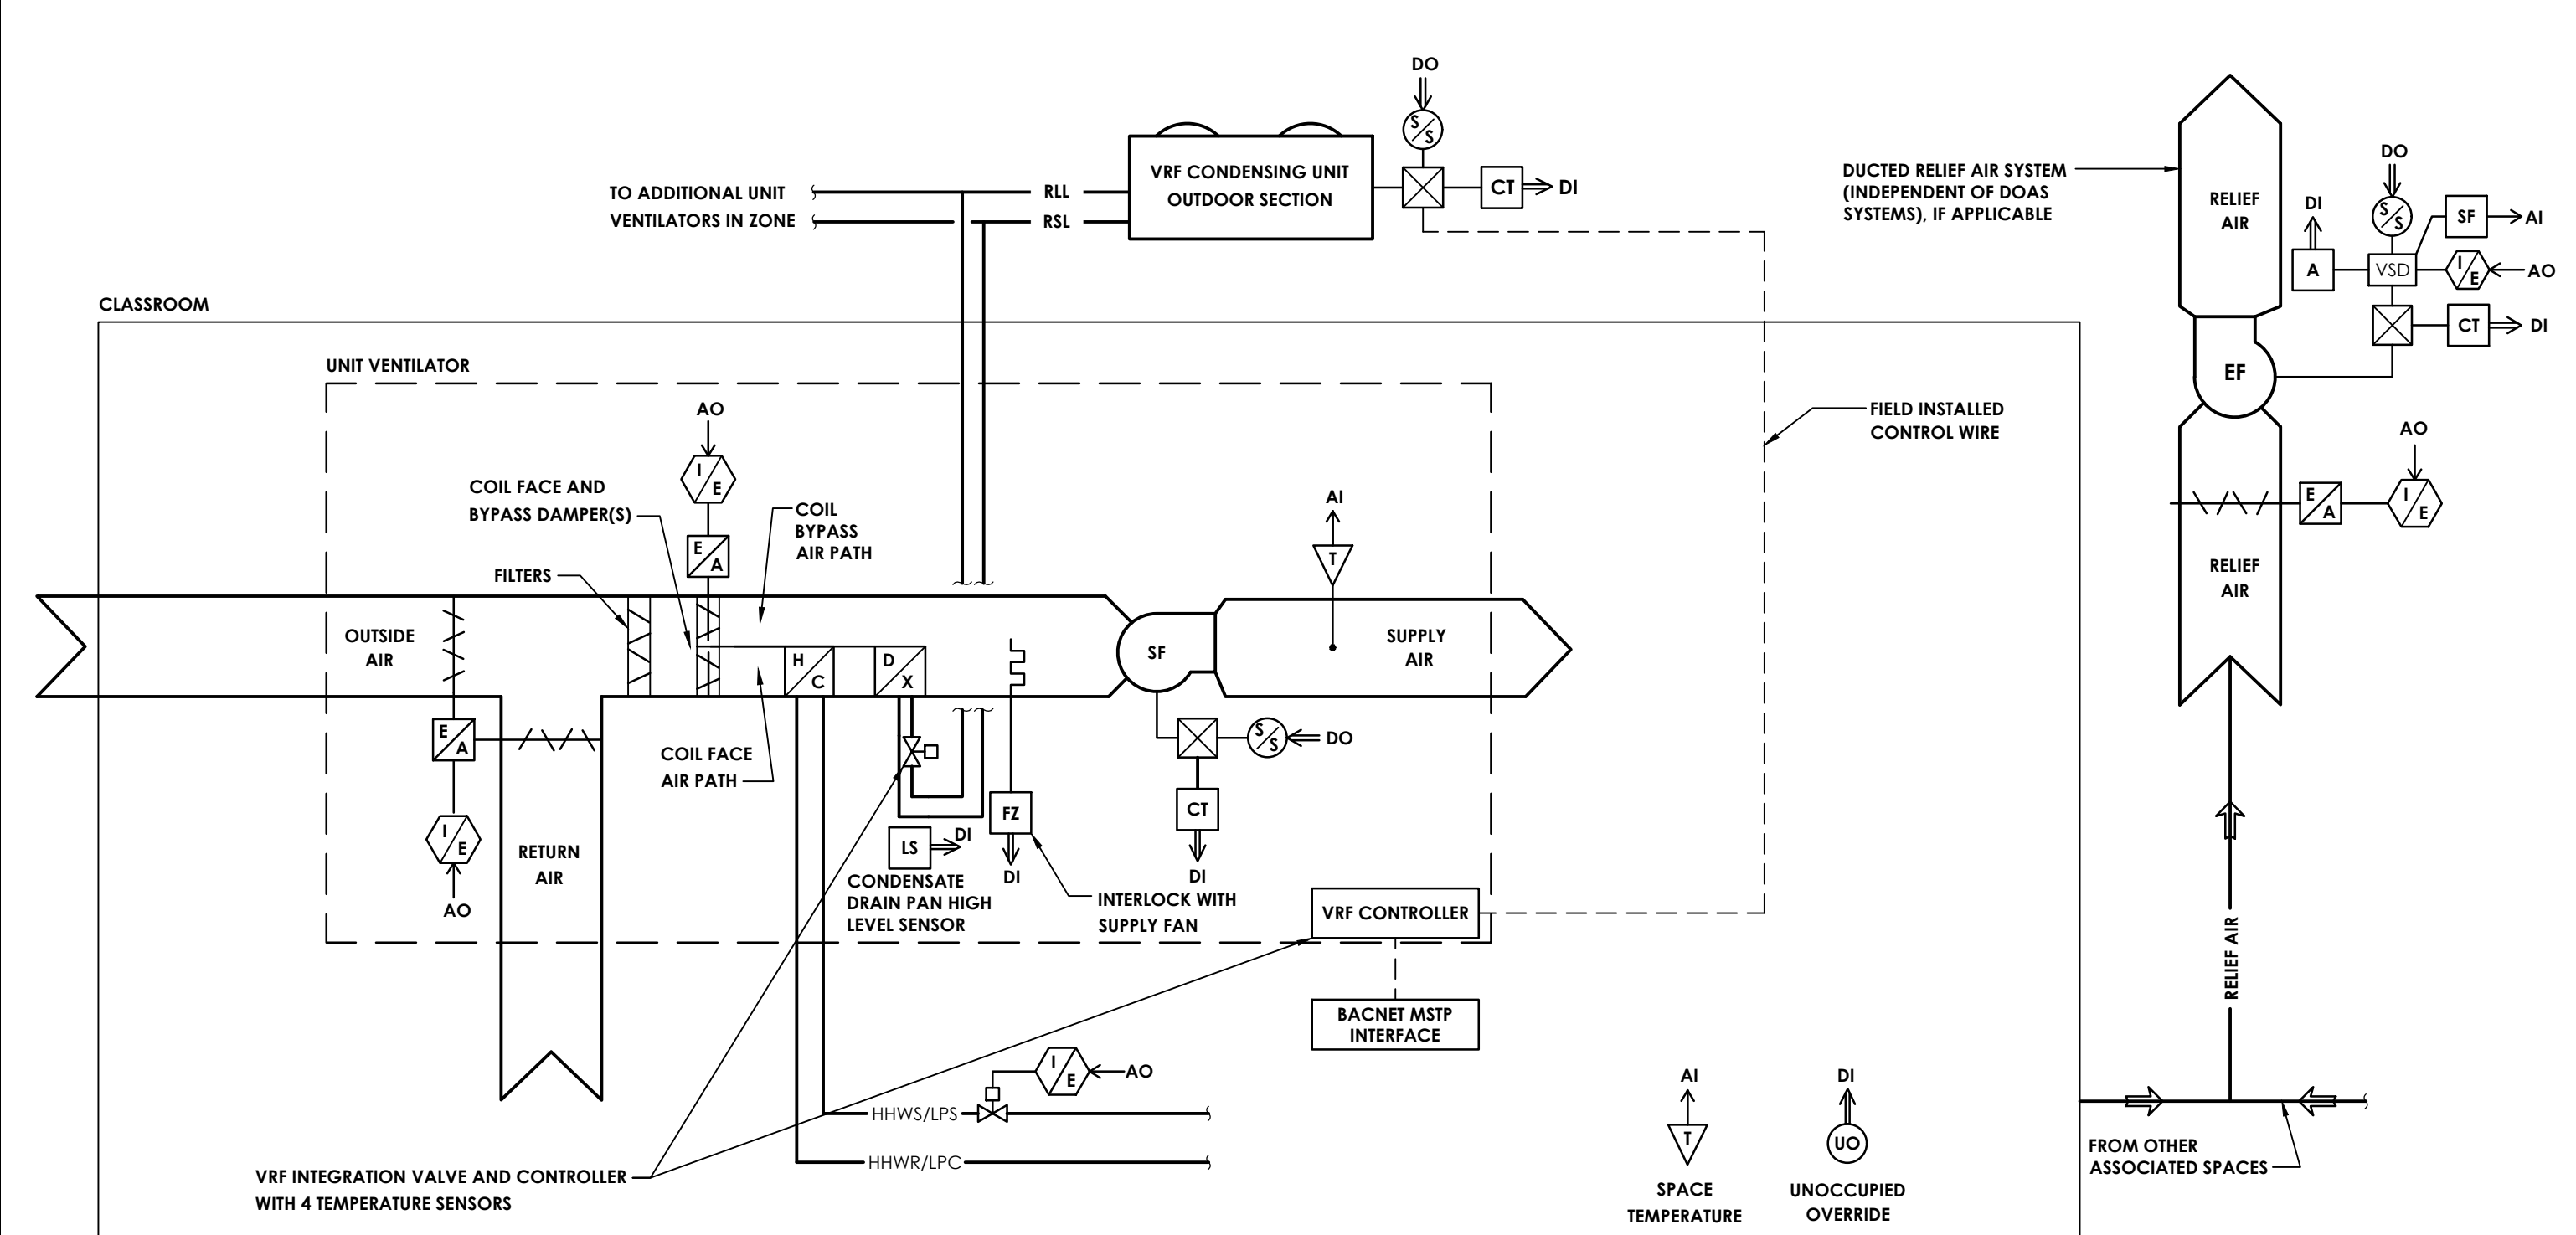 DO
S/S
VRF CONDENSING UNIT
OUTDOOR SECTION
CT
DI
TO ADDITIONAL UNIT
VENTILATORS IN ZONE
RLL
RSL
DUCTED RELIEF AIR SYSTEM
(INDEPENDENT OF DOAS
SYSTEMS), IF APPLICABLE
RELIEF
AIR
DO
S/S
DI
SF
AI
A
VSD
I/E
AO
CT
DI
EF
CLASSROOM
UNIT VENTILATOR
AO
I/E
COIL FACE AND
BYPASS DAMPER(S)
COIL
BYPASS
AIR PATH
E/A
FILTERS
FIELD INSTALLED
CONTROL WIRE
AO
E/A
I/E
RELIEF
AIR
AI
T
OUTSIDE
AIR
H/C
D/X
SF
SUPPLY
AIR
E/A
COIL FACE
AIR PATH
S/S
DO
I/E
AO
RETURN
AIR
LS
DI
CONDENSATE
DRAIN PAN HIGH
LEVEL SENSOR
FZ
DI
CT
DI
INTERLOCK WITH
SUPPLY FAN
VRF CONTROLLER
BACNET MSTP
INTERFACE
RELIEF AIR
I/E
AO
HHWS/LPS
HHWR/LPC
VRF INTEGRATION VALVE AND CONTROLLER
WITH 4 TEMPERATURE SENSORS
AI
T
SPACE
TEMPERATURE
DI
UO
UNOCCUPIED
OVERRIDE
FROM OTHER
ASSOCIATED SPACES